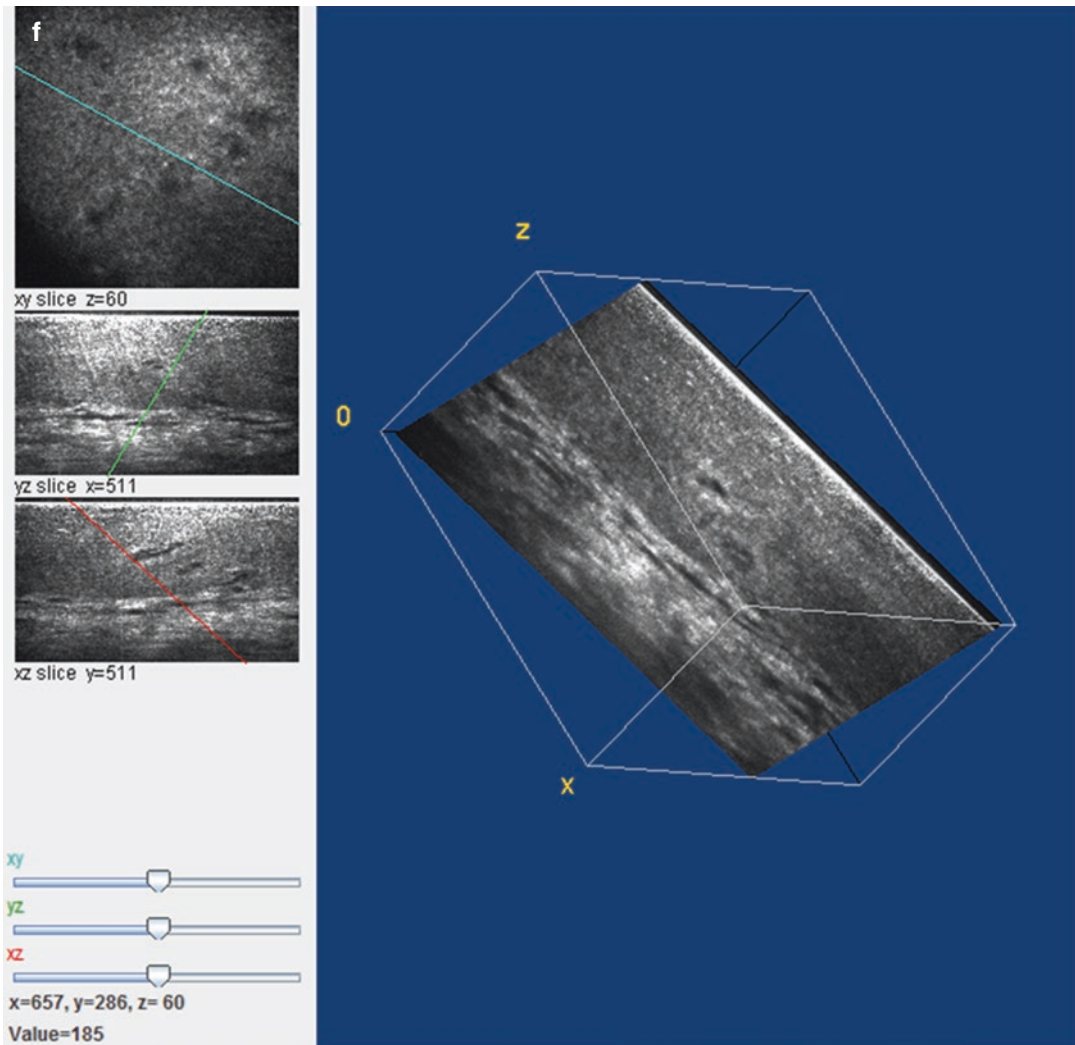 f
xy slice z=60
yz slice x=511
xz slice y=511
z
0
x
xy
yz
xz
x=657, y=286, z= 60
Value=185